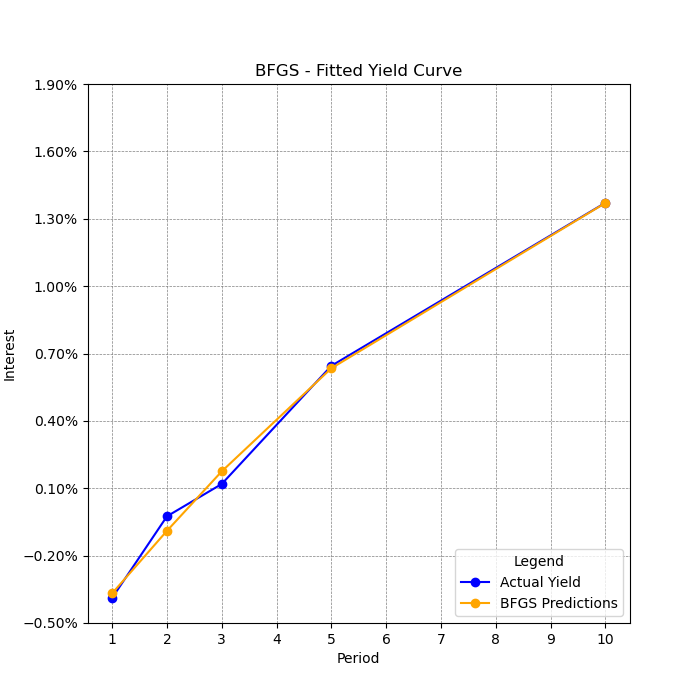 BFGS - Fitted Yield Curve
1.90%
1.60%
1.30%
1.00%
0.70%
0.40%
0.10%
−0.20%
−0.50%
Interest
1 2 3 4 5 6 7 8 9 10
Period
Legend
Actual Yield
BFGS Predictions